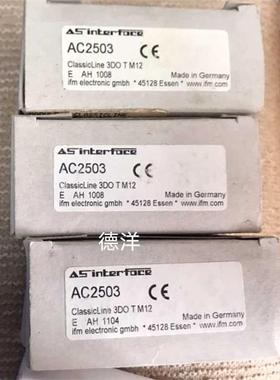 AS interface
AC2503
CE
ClassicLine 3DO T M12
E AH 1008
Made in Germany
ifm electronic gmbh * 45128 Essen * www.ifm.com
AS interface
AC2503
CE
ClassicLine 3DO T M12
E AH 1008
Made in Germany
ifm electronic gmbh * 45128 Essen * www.ifm.com
德洋
AS interface
AC2503
CE
ClassicLine 3DO T M12
E AH 1104
Made in Germany
ifm electronic gmbh * 45128 Essen * www.ifm.com